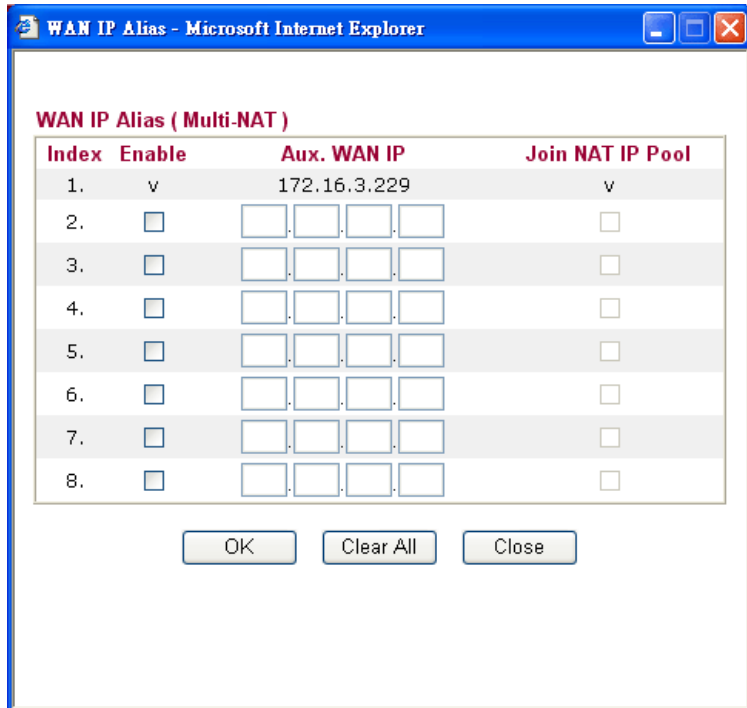 WAN IP Alias - Microsoft Internet Explorer
WAN IP Alias ( Multi-NAT )
Index Enable Aux. WAN IP Join NAT IP Pool
1. v 172.16.3.229 v
2. . . .
3. . . .
4. . . .
5. . . .
6. . . .
7. . . .
8. . . .
OK Clear All Close